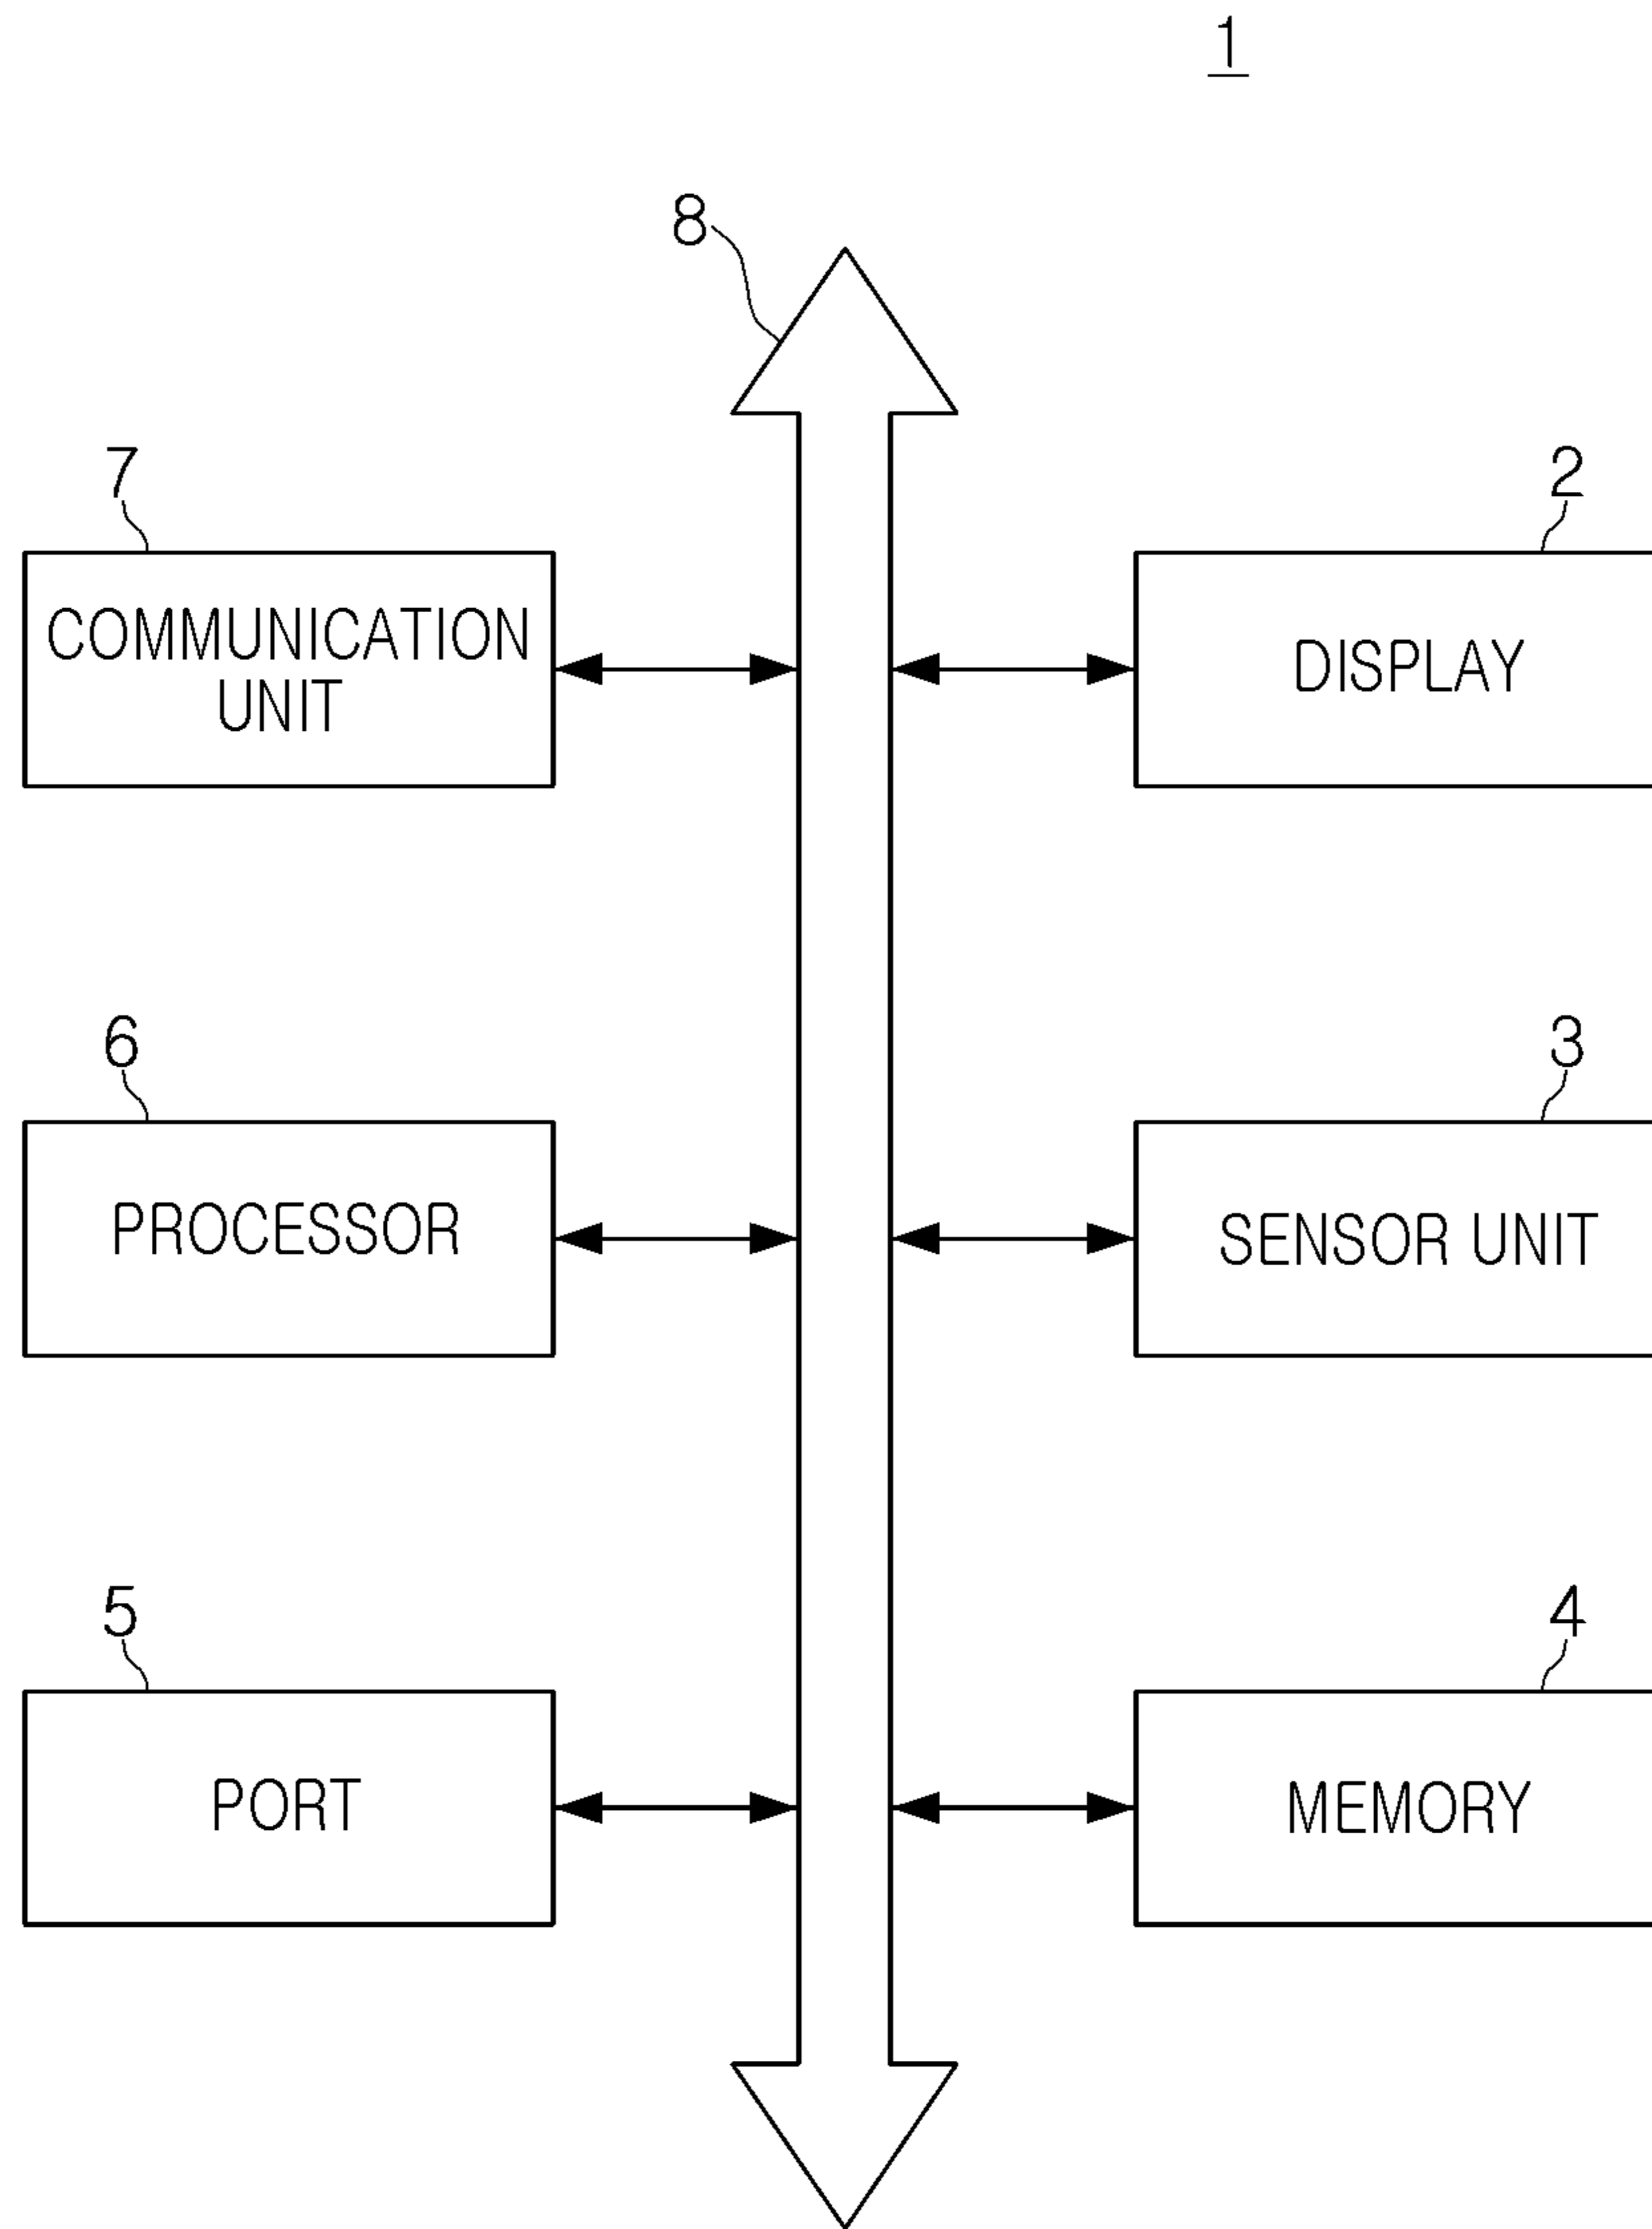 1
8
7
2
COMMUNICATION
UNIT
DISPLAY
6
3
PROCESSOR
SENSOR UNIT
5
4
PORT
MEMORY